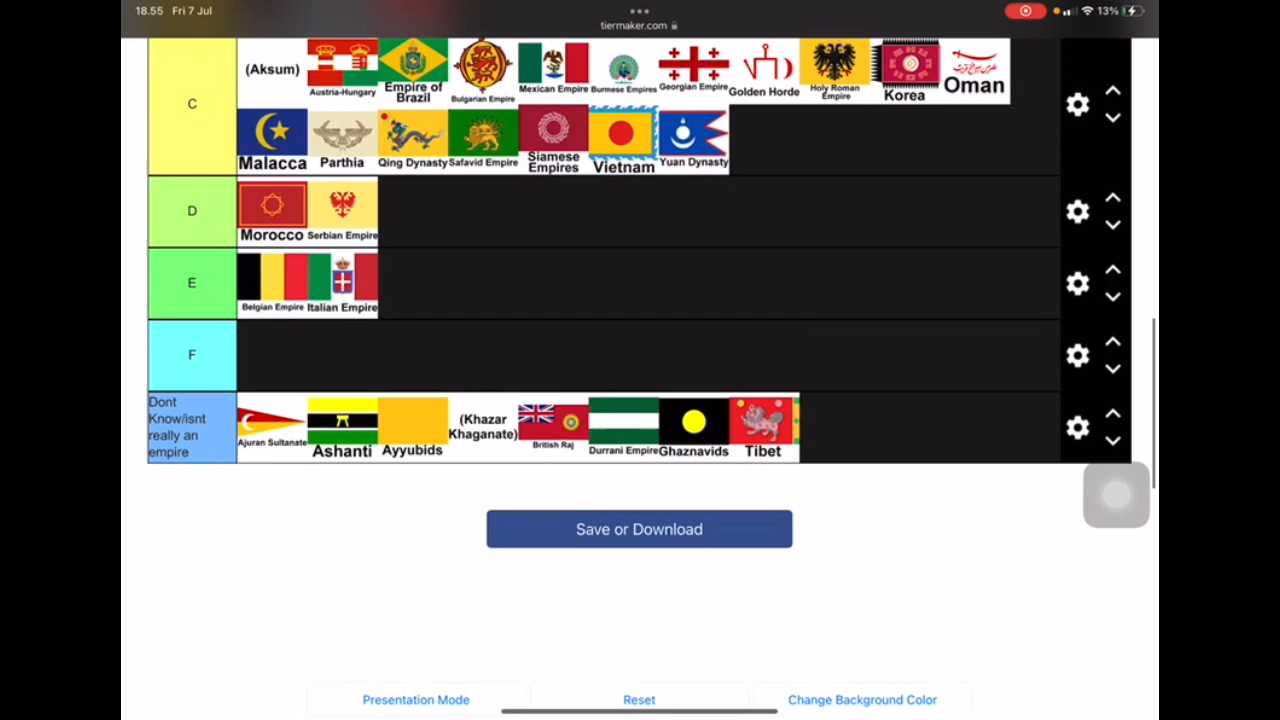 18.55 Fri 7 Jul
13%
tiermaker.com
C
(Aksum)
Austria-Hungary
Empire of Brazil
Bulgarian Empire
Mexican Empire
Burmese Empires
Georgian Empire
Golden Horde
Holy Roman Empire
Korea
Oman
Malacca
Parthia
Qing Dynasty
Safavid Empire
Siamese Empires
Vietnam
Yuan Dynasty
D
Morocco
Serbian Empire
E
Belgian Empire
Italian Empire
F
Dont
Know/isnt
really an
empire
Ajuran Sultanate
Ashanti
Ayyubids
(Khazar Khaganate)
British Raj
Durrani Empire
Ghaznavids
Tibet
Save or Download
Presentation Mode
Reset
Change Background Color